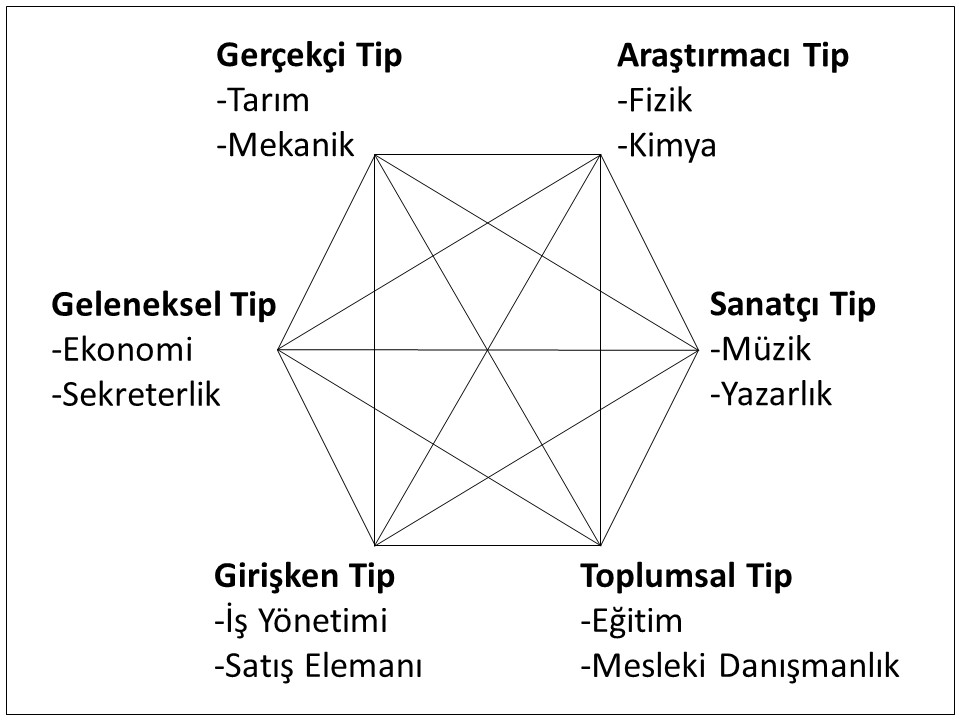 Gerçekçi Tip
-Tarım
-Mekanik
Araştırmacı Tip
-Fizik
-Kimya
Geleneksel Tip
-Ekonomi
-Sekreterlik
Sanatçı Tip
-Müzik
-Yazarlık
Girişken Tip
-İş Yönetimi
-Satış Elemanı
Toplumsal Tip
-Eğitim
-Mesleki Danışmanlık